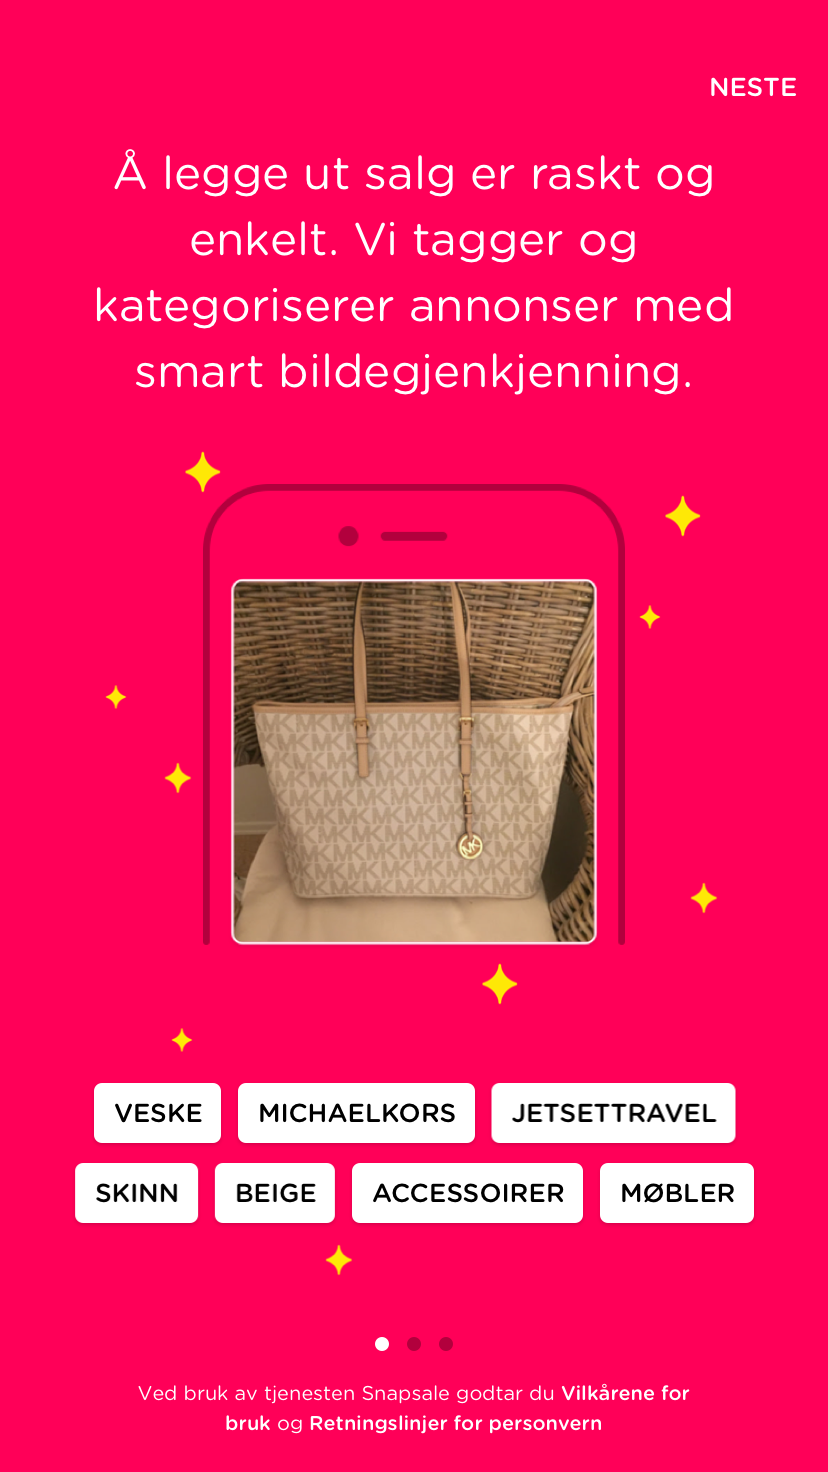 NESTE
Å legge ut salg er raskt og
enkelt. Vi tagger og
kategoriserer annonser med
smart bildegjenkjenning.
MKMKMKMKMKMK
MKMKMKMKMKMK
MK
VESKE MICHAELKORS JETSETTRAVEL
SKINN BEIGE ACCESSOIRER MØBLER
Ved bruk av tjenesten Snapsale godtar du Vilkårene for
bruk og Retningslinjer for personvern